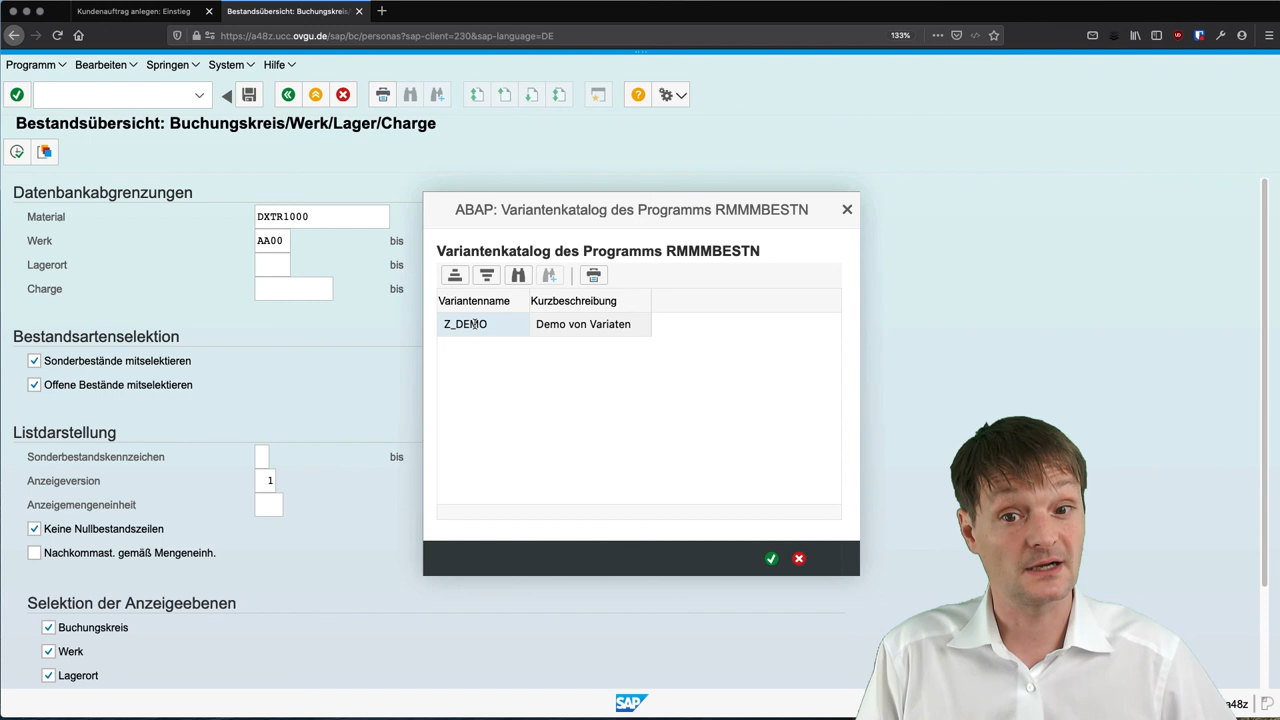 Kundenauftrag anlegen: Einstieg
Bestandsübersicht: Buchungskreis/
https://a48z.ucc.ovgu.de/sap/bc/personas?sap-client=230&sap-language=DE
133%
Programm Bearbeiten Springen System Hilfe
Bestandsübersicht: Buchungskreis/Werk/Lager/Charge
Datenbankabgrenzungen
Material DXTR1000
Werk AA00 bis
Lagerort bis
Charge bis
Bestandsartenselektion
Sonderbestände mitselektieren
Offene Bestände mitselektieren
Listdarstellung
Sonderbestandskennzeichen bis
Anzeigeversion 1
Anzeigemengeneinheit
Keine Nullbestandszeilen
Nachkommast. gemäß Mengeneinh.
Selektion der Anzeigeebenen
Buchungskreis
Werk
Lagerort
ABAP: Variantenkatalog des Programms RMMMBESTN
Variantenkatalog des Programms RMMMBESTN
Variantenname Kurzbeschreibung
Z_DEMO Demo von Variaten
SAP
a48z